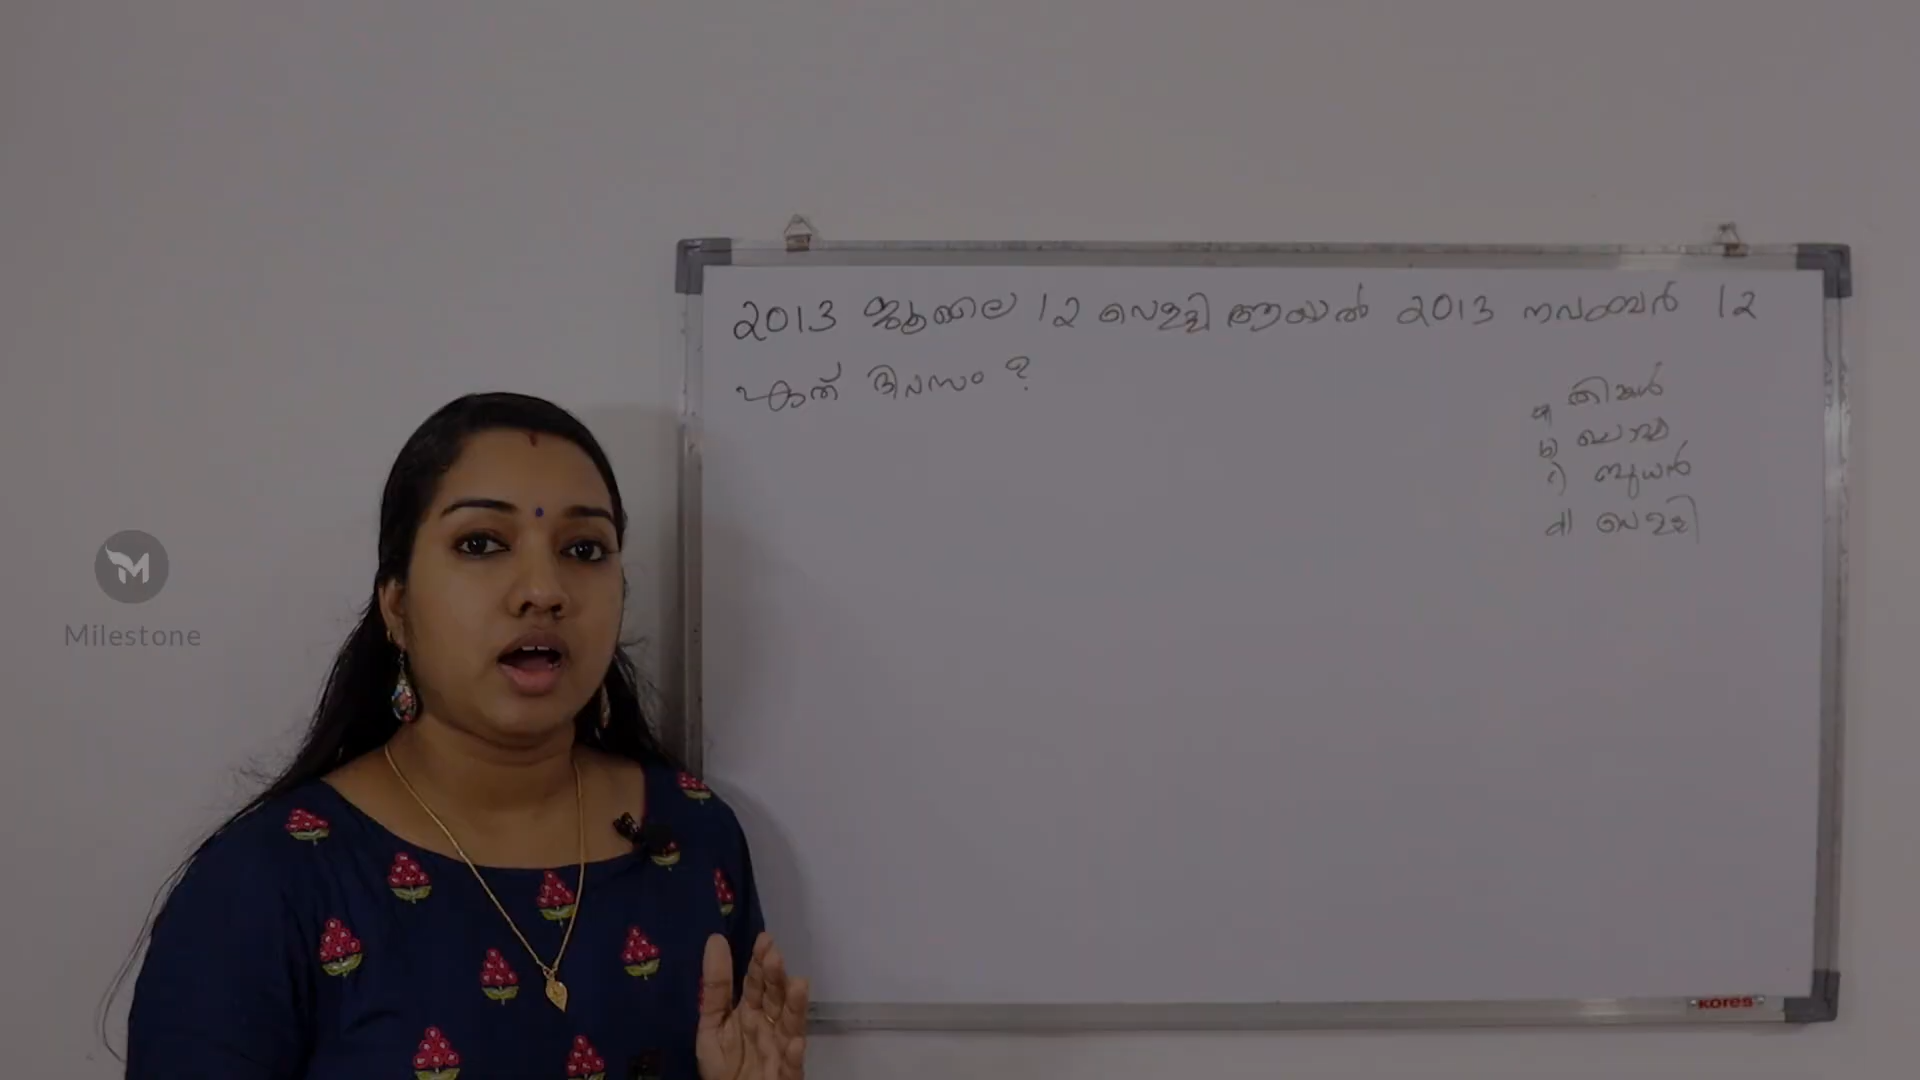 2013 ജൂലൈ 12 വെള്ളി ആയാൽ 2013 നവംബർ 12
ഏത് ദിവസം ?
a) തിങ്കൾ
b) ചൊവ്വ
c) ബുധൻ
d) വെള്ളി
Milestone
KORES